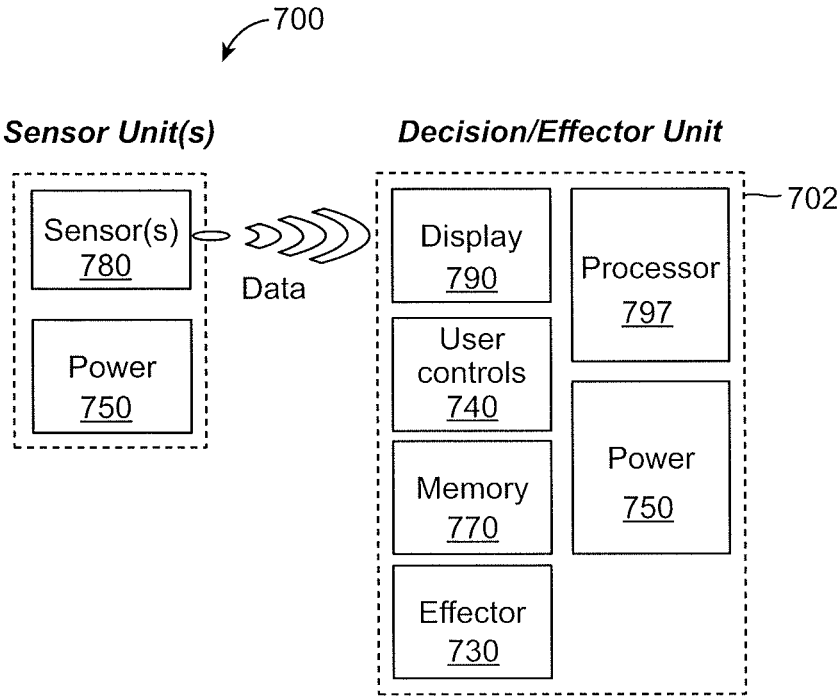 700
Sensor Unit(s)
Decision/Effector Unit
702
Sensor(s)
780
Data
Power
750
Display
790
User
controls
740
Memory
770
Effector
730
Processor
797
Power
750